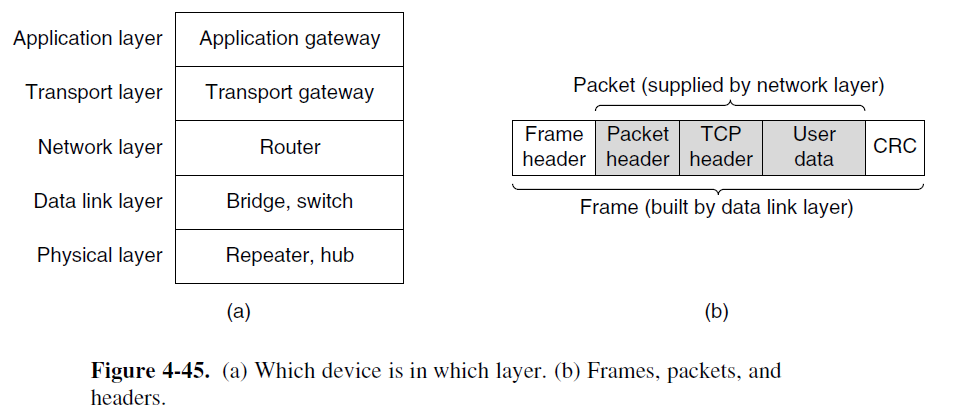 Application layer Application gateway
Transport layer Transport gateway
Network layer Router
Data link layer Bridge, switch
Physical layer Repeater, hub
(a)
Packet (supplied by network layer)
Frame header
Packet header
TCP header
User data
CRC
Frame (built by data link layer)
(b)
Figure 4-45. (a) Which device is in which layer. (b) Frames, packets, and
headers.